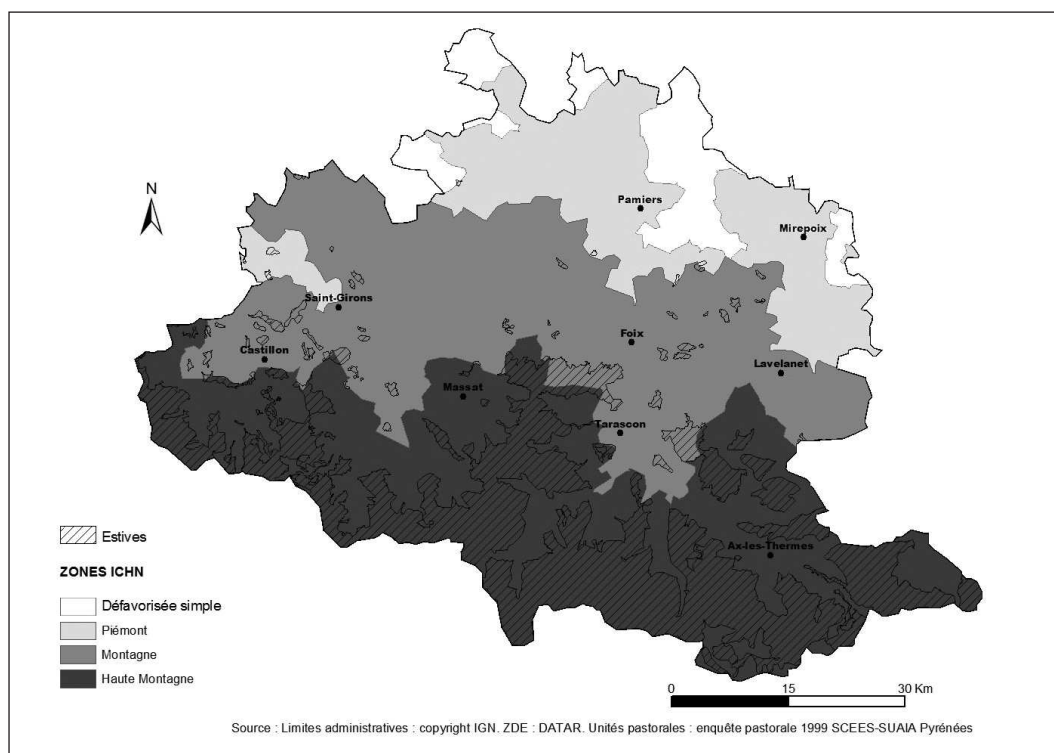 N
Pamiers
Mirepoix
Saint-Girons
Foix
Castillon
Lavelanet
Massat
Tarascon
Ax-les-Thermes
Estives
ZONES ICHN
Défavorisée simple
Piémont
Montagne
Haute Montagne
0 15 30 Km
Source : Limites administratives : copyright IGN. ZDE : DATAR. Unités pastorales : enquête pastorale 1999 SCEES-SUAIA Pyrénées